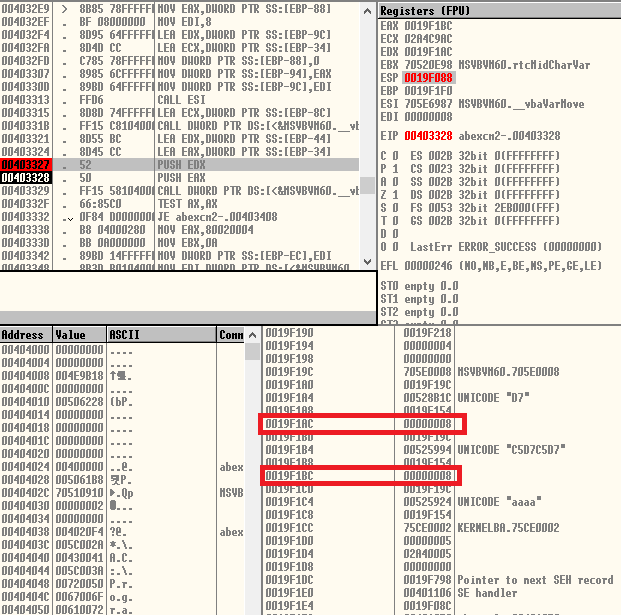 004032E9 > 8B85 78FFFFFF MOV EAX,DWORD PTR SS:[EBP-88]
004032EF . BF 08000000 MOV EDI,8
004032F4 . 8D95 64FFFFFF LEA EDX,DWORD PTR SS:[EBP-9C]
004032FA . 8D4D CC LEA ECX,DWORD PTR SS:[EBP-34]
004032FD . C785 78FFFFFF MOV DWORD PTR SS:[EBP-88],0
00403307 . 8985 6CFFFFFF MOV DWORD PTR SS:[EBP-94],EAX
0040330D . 89BD 64FFFFFF MOV DWORD PTR SS:[EBP-9C],EDI
00403313 . FFD6 CALL ESI
00403315 . 8D8D 74FFFFFF LEA ECX,DWORD PTR SS:[EBP-8C]
0040331B . FF15 C8104000 CALL DWORD PTR DS:[<&MSVBVM60.__vb
00403321 . 8D55 BC LEA EDX,DWORD PTR SS:[EBP-44]
00403324 . 8D45 CC LEA EAX,DWORD PTR SS:[EBP-34]
00403327 . 52 PUSH EDX
00403328 . 50 PUSH EAX
00403329 . FF15 58104000 CALL DWORD PTR DS:[<&MSVBVM60.__vb
0040332F . 66:85C0 TEST AX,AX
00403332 . 0F84 D0000000 JE abexcm2-.00403408
00403338 . B8 04000280 MOV EAX,80020004
0040333D . BB 0A000000 MOV EBX,0A
00403342 . 89BD 14FFFFFF MOV DWORD PTR SS:[EBP-EC],EDI
00403348 . 8B3D B0104000 MOV EDI,DWORD PTR DS:[<&MSVBVM60
Registers (FPU)
EAX 0019F1BC
ECX 02A4C9AC
EDX 0019F1AC
EBX 70520E98 MSVBVM60.rtcMidCharVar
ESP 0019F088
EBP 0019F1F0
ESI 705E6987 MSVBVM60.__vbaVarMove
EDI 00000008
EIP 00403328 abexcm2-.00403328
C 0 ES 002B 32bit 0(FFFFFFFF)
P 1 CS 0023 32bit 0(FFFFFFFF)
A 0 SS 002B 32bit 0(FFFFFFFF)
Z 1 DS 002B 32bit 0(FFFFFFFF)
S 0 FS 0053 32bit 2EB000(FFF)
T 0 GS 002B 32bit 0(FFFFFFFF)
D 0
O 0 LastErr ERROR_SUCCESS (00000000)
EFL 00000246 (NO,NB,E,BE,NS,PE,GE,LE)
ST0 empty 0.0
ST1 empty 0.0
ST2 empty 0.0
Address Value ASCII Comm
00404000 00000000 ....
00404004 00000000 ....
00404008 004E9B18
0040400C 00000000 ....
00404010 00506228 (bP.
00404014 00000000 ....
00404018 00000000 ....
0040401C 00000000 ....
00404020 00000000 ....
00404024 00400000 ..@. abex
00404028 005061B8
0040402C 70510910 .Qp MSVB
00404030 00000002 ...
00404034 00000000 ....
00404038 004020F4 ?@. abex
0040403C 005C002A *.\.
00404040 00430041 A.C.
00404044 005C003A :.\.
00404048 00720050 P.r.
0040404C 0067006F o.g.
00404050 00610072 r.a.
0019F190 0019F218
0019F194 00000004
0019F198 00000000
0019F19C 705E0008 MSVBVM60.705E0008
0019F1A0 0019F19C
0019F1A4 00528B1C UNICODE "D7"
0019F1A8 0019F154
0019F1AC 00000008
0019F1B0 0019F19C
0019F1B4 00525994 UNICODE "C5D7C5D7"
0019F1B8 0019F154
0019F1BC 00000008
0019F1C0 0019F19C
0019F1C4 00525924 UNICODE "aaaa"
0019F1C8 0019F154
0019F1CC 75CE0002 KERNELBA.75CE0002
0019F1D0 00000005
0019F1D4 02A40005
0019F1D8 00000000
0019F1DC 0019F798 Pointer to next SEH record
0019F1E0 00401106 SE handler
0019F1E4 0019F08C